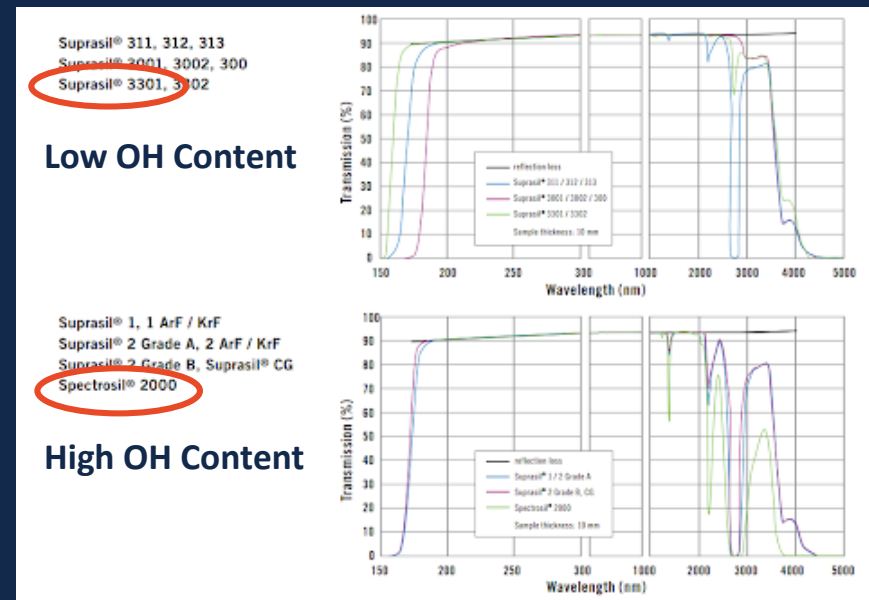 Suprasil® 311, 312, 313
Suprasil® 3001, 3002, 300
Suprasil® 3301, 3302
Low OH Content
Transmission (%)
100
90
80
70
60
50
40
30
20
10
0
reflection loss
Suprasil® 311 / 312 / 313
Suprasil® 3001 / 3002 / 300
Suprasil® 3301 / 3302
Sample thickness: 10 mm
150 200 250 300 1000 2000 3000 4000 5000
Wavelength (nm)
Suprasil® 1, 1 ArF / KrF
Suprasil® 2 Grade A, 2 ArF / KrF
Suprasil® 2 Grade B, Suprasil® CG
Spectrosil® 2000
High OH Content
Transmission (%)
100
90
80
70
60
50
40
30
20
10
0
reflection loss
Suprasil® 1 / 2 Grade A
Suprasil® 2 Grade B, CG
Spectrosil® 2000
Sample thickness: 10 mm
150 200 250 300 1000 2000 3000 4000 5000
Wavelength (nm)